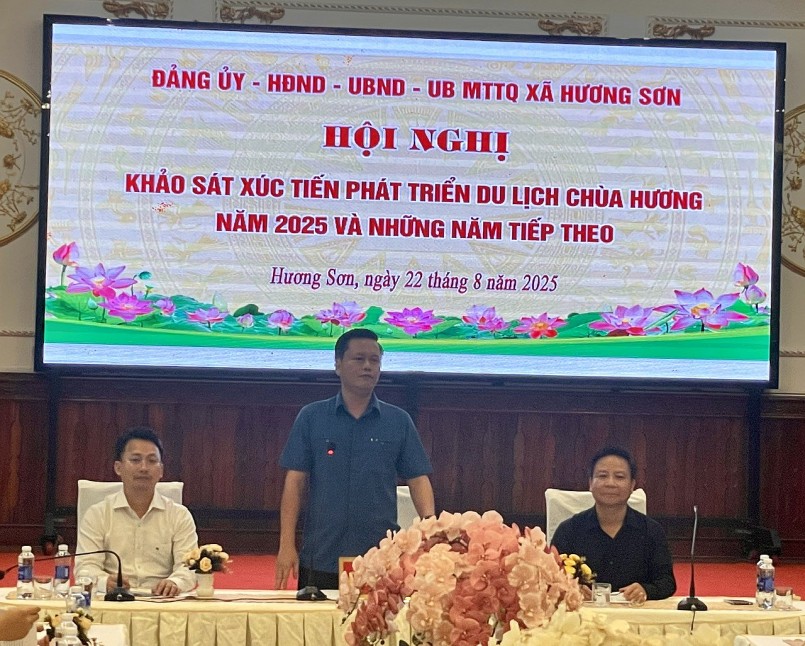 ĐẢNG ỦY - HĐND - UBND - UB MTTQ XÃ HƯƠNG SƠN
HỘI NGHỊ
KHẢO SÁT XÚC TIẾN PHÁT TRIỂN DU LỊCH CHÙA HƯƠNG
NĂM 2025 VÀ NHỮNG NĂM TIẾP THEO
Hương Sơn, ngày 22 tháng 8 năm 2025